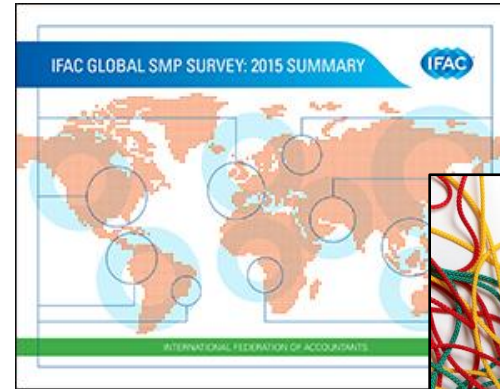 IFAC GLOBAL SMP SURVEY: 2015 SUMMARY
IFAC
INTERNATIONAL FEDERATION OF ACCOUNTANTS